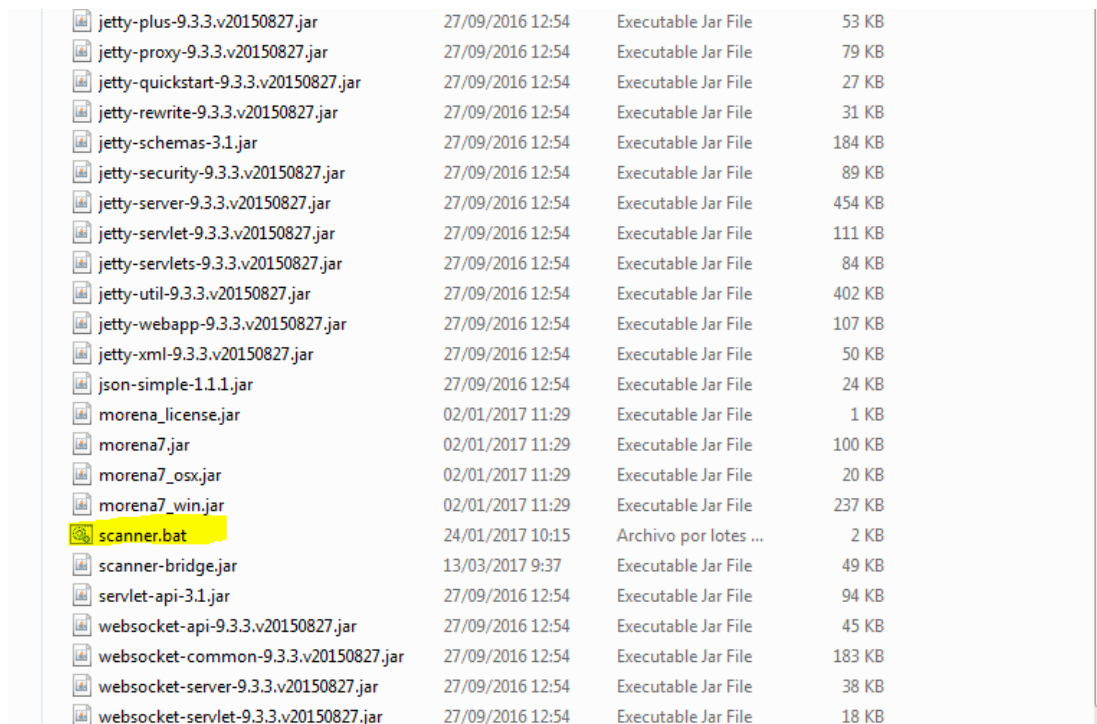 jetty-plus-9.3.3.v20150827.jar 27/09/2016 12:54 Executable Jar File 53 KB
jetty-proxy-9.3.3.v20150827.jar 27/09/2016 12:54 Executable Jar File 79 KB
jetty-quickstart-9.3.3.v20150827.jar 27/09/2016 12:54 Executable Jar File 27 KB
jetty-rewrite-9.3.3.v20150827.jar 27/09/2016 12:54 Executable Jar File 31 KB
jetty-schemas-3.1.jar 27/09/2016 12:54 Executable Jar File 184 KB
jetty-security-9.3.3.v20150827.jar 27/09/2016 12:54 Executable Jar File 89 KB
jetty-server-9.3.3.v20150827.jar 27/09/2016 12:54 Executable Jar File 454 KB
jetty-servlet-9.3.3.v20150827.jar 27/09/2016 12:54 Executable Jar File 111 KB
jetty-servlets-9.3.3.v20150827.jar 27/09/2016 12:54 Executable Jar File 84 KB
jetty-util-9.3.3.v20150827.jar 27/09/2016 12:54 Executable Jar File 402 KB
jetty-webapp-9.3.3.v20150827.jar 27/09/2016 12:54 Executable Jar File 107 KB
jetty-xml-9.3.3.v20150827.jar 27/09/2016 12:54 Executable Jar File 50 KB
json-simple-1.1.1.jar 27/09/2016 12:54 Executable Jar File 24 KB
morena_license.jar 02/01/2017 11:29 Executable Jar File 1 KB
morena7.jar 02/01/2017 11:29 Executable Jar File 100 KB
morena7_osx.jar 02/01/2017 11:29 Executable Jar File 20 KB
morena7_win.jar 02/01/2017 11:29 Executable Jar File 237 KB
scanner.bat 24/01/2017 10:15 Archivo por lotes ... 2 KB
scanner-bridge.jar 13/03/2017 9:37 Executable Jar File 49 KB
servlet-api-3.1.jar 27/09/2016 12:54 Executable Jar File 94 KB
websocket-api-9.3.3.v20150827.jar 27/09/2016 12:54 Executable Jar File 45 KB
websocket-common-9.3.3.v20150827.jar 27/09/2016 12:54 Executable Jar File 183 KB
websocket-server-9.3.3.v20150827.jar 27/09/2016 12:54 Executable Jar File 38 KB
websocket-servlet-9.3.3.v20150827.jar 27/09/2016 12:54 Executable Jar File 18 KB